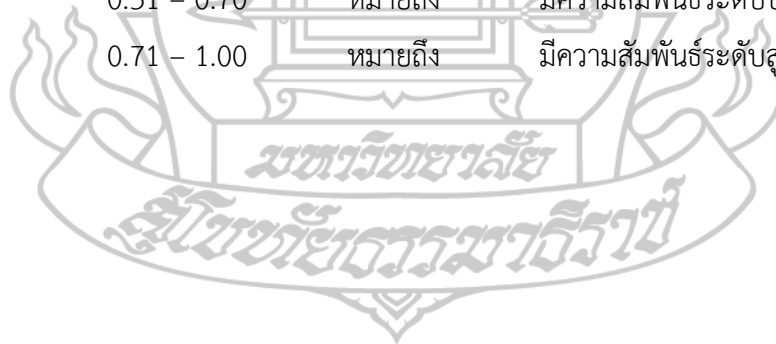 0.51 – 0.70 หมายถึง มีความสัมพันธ์ระดับ
0.71 – 1.00 หมายถึง มีความสัมพันธ์ระดับสู
มหาวิทยาลัย
สุโขทัยธรรมาธิราช